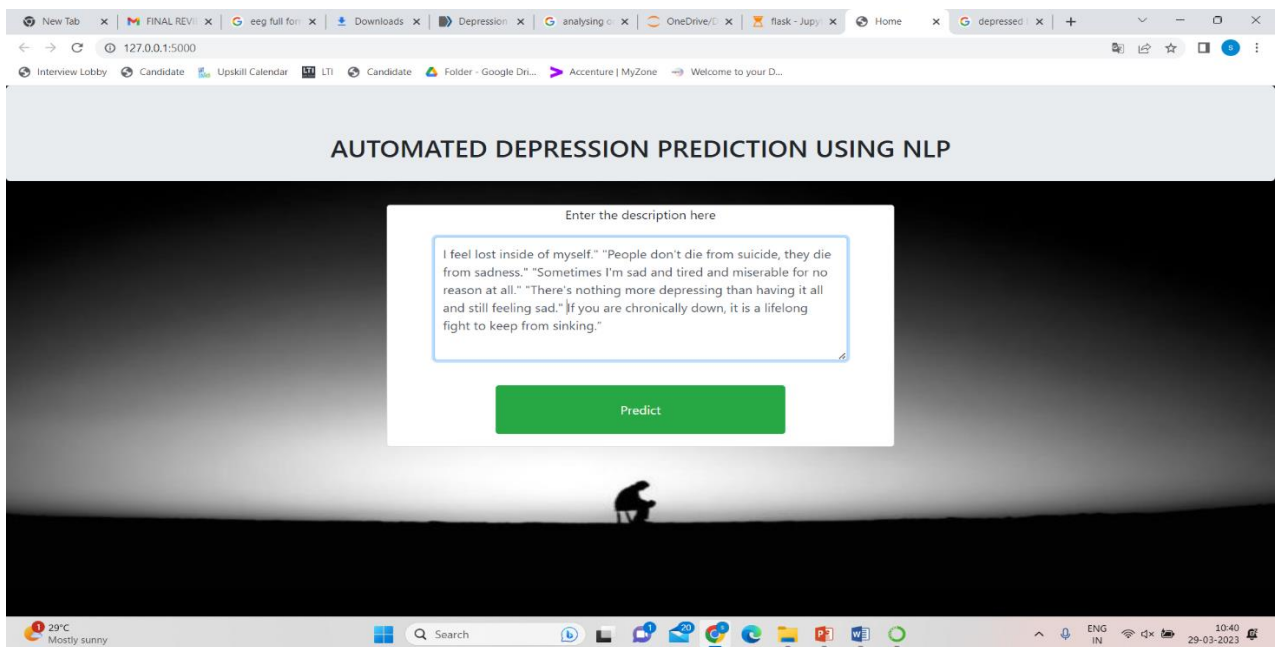 New Tab
FINAL REVI
eeg full for
Downloads
Depression
analysing o
OneDrive/D
flask - Jupy
Home
depressed
127.0.0.1:5000
Interview Lobby
Candidate
Upskill Calendar
LTI
LTI
Candidate
Folder - Google Dri...
Accenture | MyZone
Welcome to your D...
AUTOMATED DEPRESSION PREDICTION USING NLP
Enter the description here
I feel lost inside of myself." "People don't die from suicide, they die
from sadness." "Sometimes I'm sad and tired and miserable for no
reason at all." "There's nothing more depressing than having it all
and still feeling sad." If you are chronically down, it is a lifelong
fight to keep from sinking."
Predict
1
29°C
Mostly sunny
Search
1
20
ENG
IN
10:40
29-03-2023